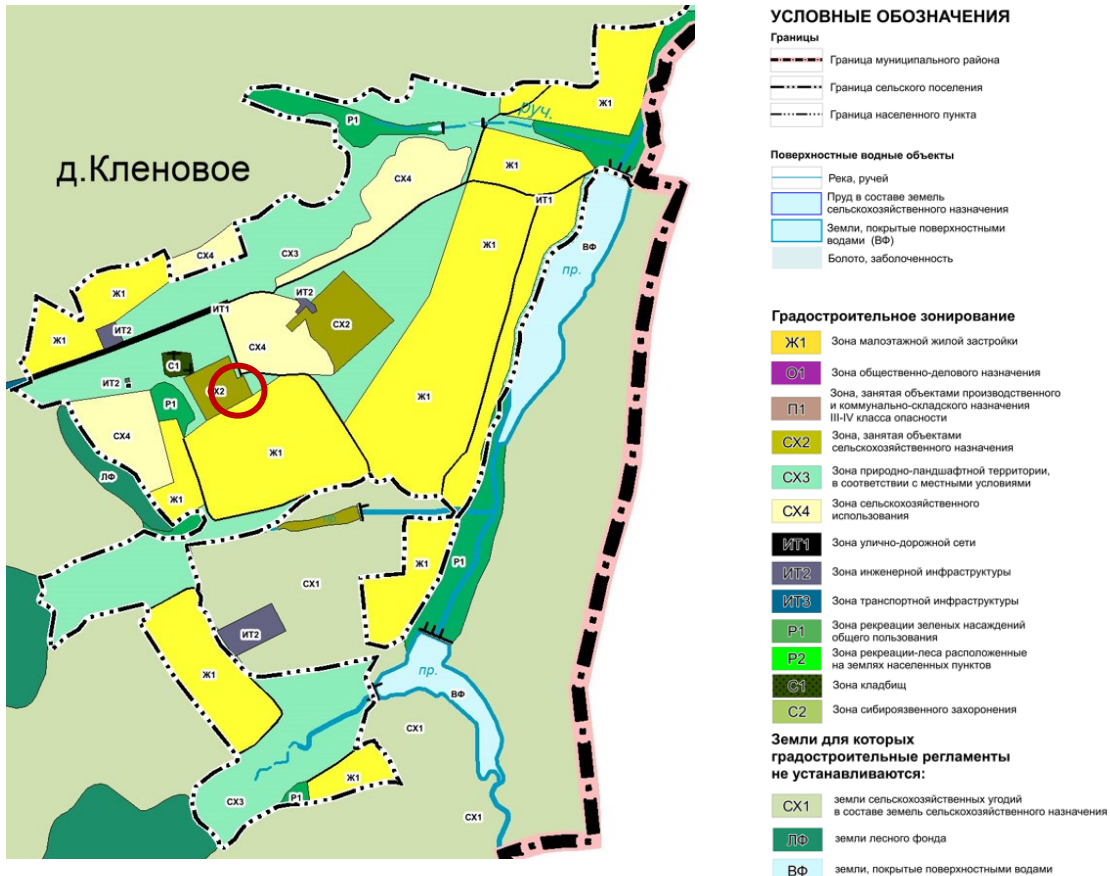 д.Кленовое
Ж1
Р1
руч.
Ж1
СХ4
ИТ1
СХ3
Ж1
ВФ
СХ4
пр.
Ж1
ИТ2
ИТ1
СХ2
ИТ2
Ж1
СХ4
С1
ИТ2
СХ2
Р1
Ж1
СХ4
Ж1
ЛФ
Ж1
Р1
Ж1
СХ1
ИТ2
пр.
Ж1
ВФ
СХ1
Ж1
СХ3
Р1
СХ1
УСЛОВНЫЕ ОБОЗНАЧЕНИЯ
Границы
Граница муниципального района
Граница сельского поселения
Граница населенного пункта
Поверхностные водные объекты
Река, ручей
Пруд в составе земель
сельскохозяйственного назначения
Земли, покрытые поверхностными
водами (ВФ)
Болото, заболоченность
Градостроительное зонирование
Ж1 Зона малоэтажной жилой застройки
О1 Зона общественно-делового назначения
П1 Зона, занятая объектами производственного
и коммунально-складского назначения
III-IV класса опасности
СХ2 Зона, занятая объектами
сельскохозяйственного назначения
СХ3 Зона природно-ландшафтной территории,
в соответствии с местными условиями
СХ4 Зона сельскохозяйственного
использования
ИТ1 Зона улично-дорожной сети
ИТ2 Зона инженерной инфраструктуры
ИТ3 Зона транспортной инфраструктуры
Р1 Зона рекреации зеленых насаждений
общего пользования
Р2 Зона рекреации-леса расположенные
на землях населенных пунктов
С1 Зона кладбищ
С2 Зона сибироязвенного захоронения
Земли для которых
градостроительные регламенты
не устанавливаются:
СХ1 земли сельскохозяйственных угодий
в составе земель сельскохозяйственного назначения
ЛФ земли лесного фонда
ВФ земли, покрытые поверхностными водами